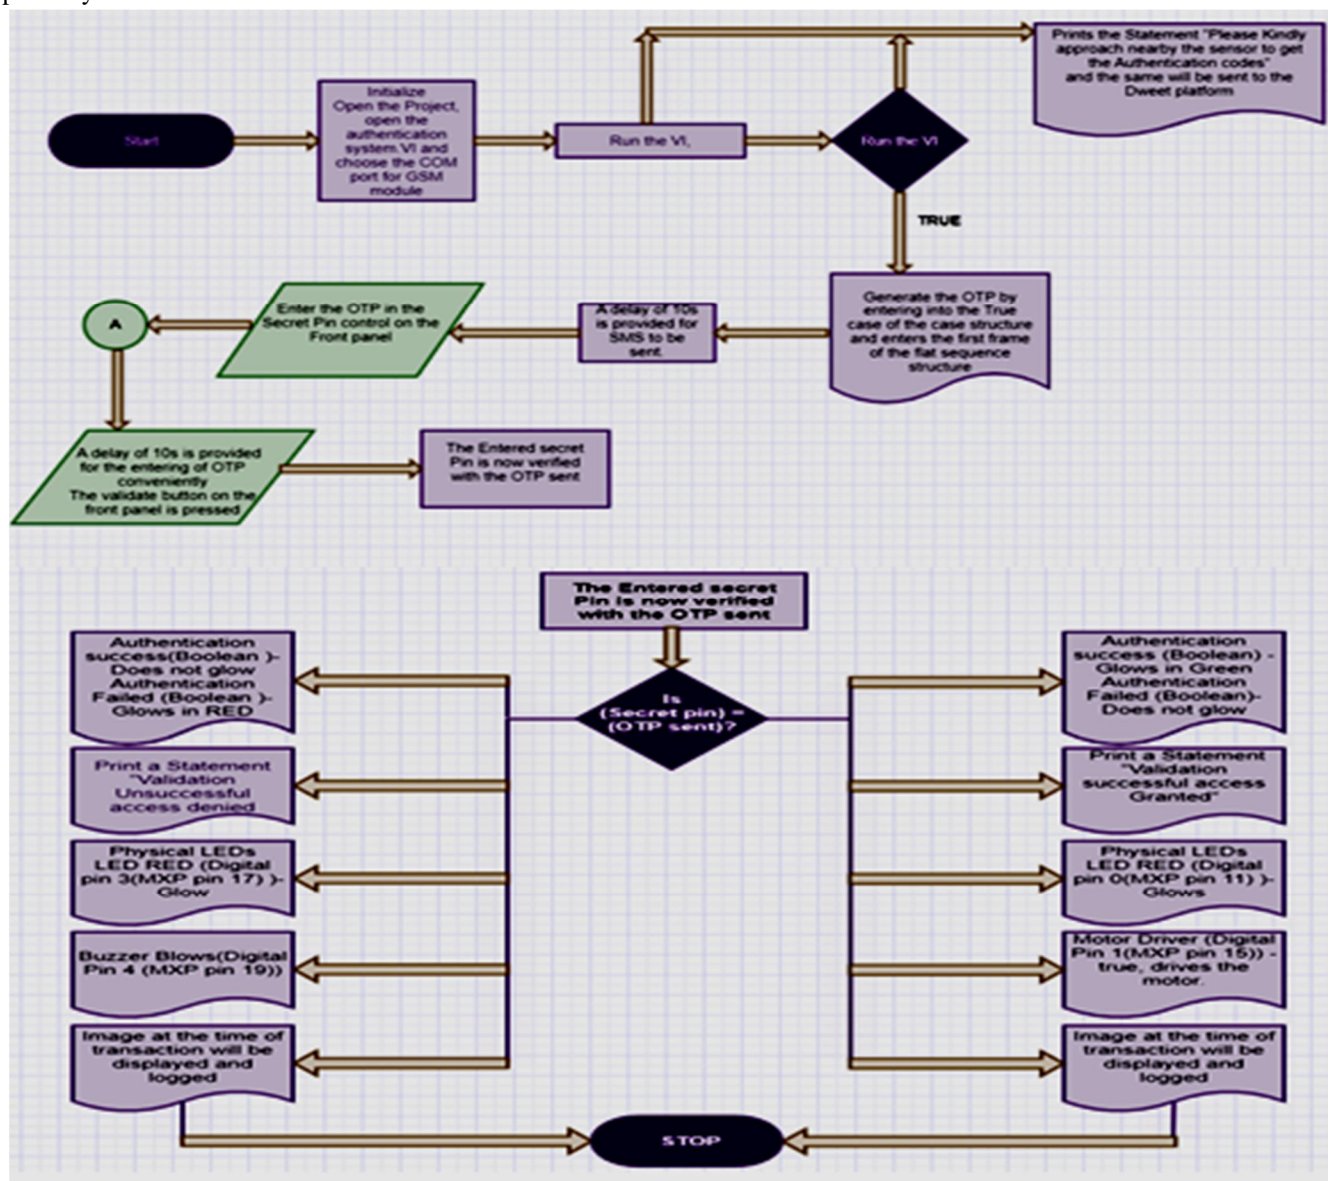 Start
Initialize
Open the Project,
open the
authentication
system.VI and
choose the COM
port for GSM
module
Run the VI,
Run the VI
Prints the Statement "Please Kindly
approach nearby the sensor to get
the Authentication codes"
and the same will be sent to the
Dweet platform
TRUE
Generate the OTP by
entering into the True
case of the case structure
and enters the first frame
of the flat sequence
structure
A delay of 10s
is provided for
SMS to be
sent.
Enter the OTP in the
Secret Pin control on the
Front panel
A
A delay of 10s is provided
for the entering of OTP
conveniently
The validate button on the
front panel is pressed
The Entered secret
Pin is now verified
with the OTP sent
The Entered secret
Pin is now verified
with the OTP sent
Is
(Secret pin) =
(OTP sent)?
Authentication
success(Boolean )-
Does not glow
Authentication
Failed (Boolean )-
Glows in RED
Print a Statement
"Validation
Unsuccessful
access denied
Physical LEDs
LED RED (Digital
pin 3(MXP pin 17) )-
Glow
Buzzer Blows(Digital
Pin 4 (MXP pin 19))
Image at the time of
transaction will be
displayed and
logged
Authentication
success (Boolean) -
Glows in Green
Authentication
Failed (Boolean)-
Does not glow
Print a Statement
"Validation
successful access
Granted"
Physical LEDs
LED RED (Digital
pin 0(MXP pin 11) )-
Glows
Motor Driver (Digital
Pin 1(MXP pin 15)) -
true, drives the
motor.
Image at the time of
transaction will be
displayed and
logged
STOP